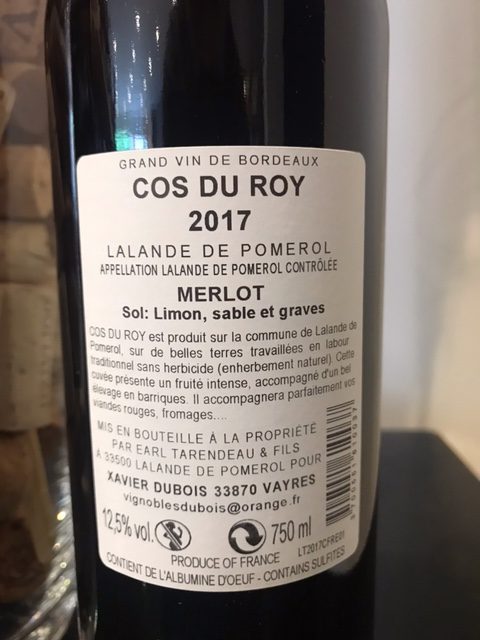 GRAND VIN DE BORDEAUX
COS DU ROY
2017
LALANDE DE POMEROL
APPELLATION LALANDE DE POMEROL CONTRÔLÉE
MERLOT
Sol: Limon, sable et graves
COS DU ROY est produit sur la commune de Lalande de
Pomerol, sur de belles terres travaillées en labour
traditionnel sans herbicide (enherbement naturel). Cette
cuvée présente un fruité intense, accompagné d'un bel
elevage en barriques. Il accompagnera parfaitement vos
viandes rouges, fromages....
MIS EN BOUTEILLE À LA PROPRIÉTÉ
PAR EARL TARENDEAU & FILS
À 33500 LALANDE DE POMEROL POUR
XAVIER DUBOIS 33870 VAYRES
vignoblesdubois@orange.fr
12,5% vol.
750 ml
PRODUCE OF FRANCE
LT2017CFRE01
CONTIENT DE L'ALBUMINE D'OEUF - CONTAINS SULFITES